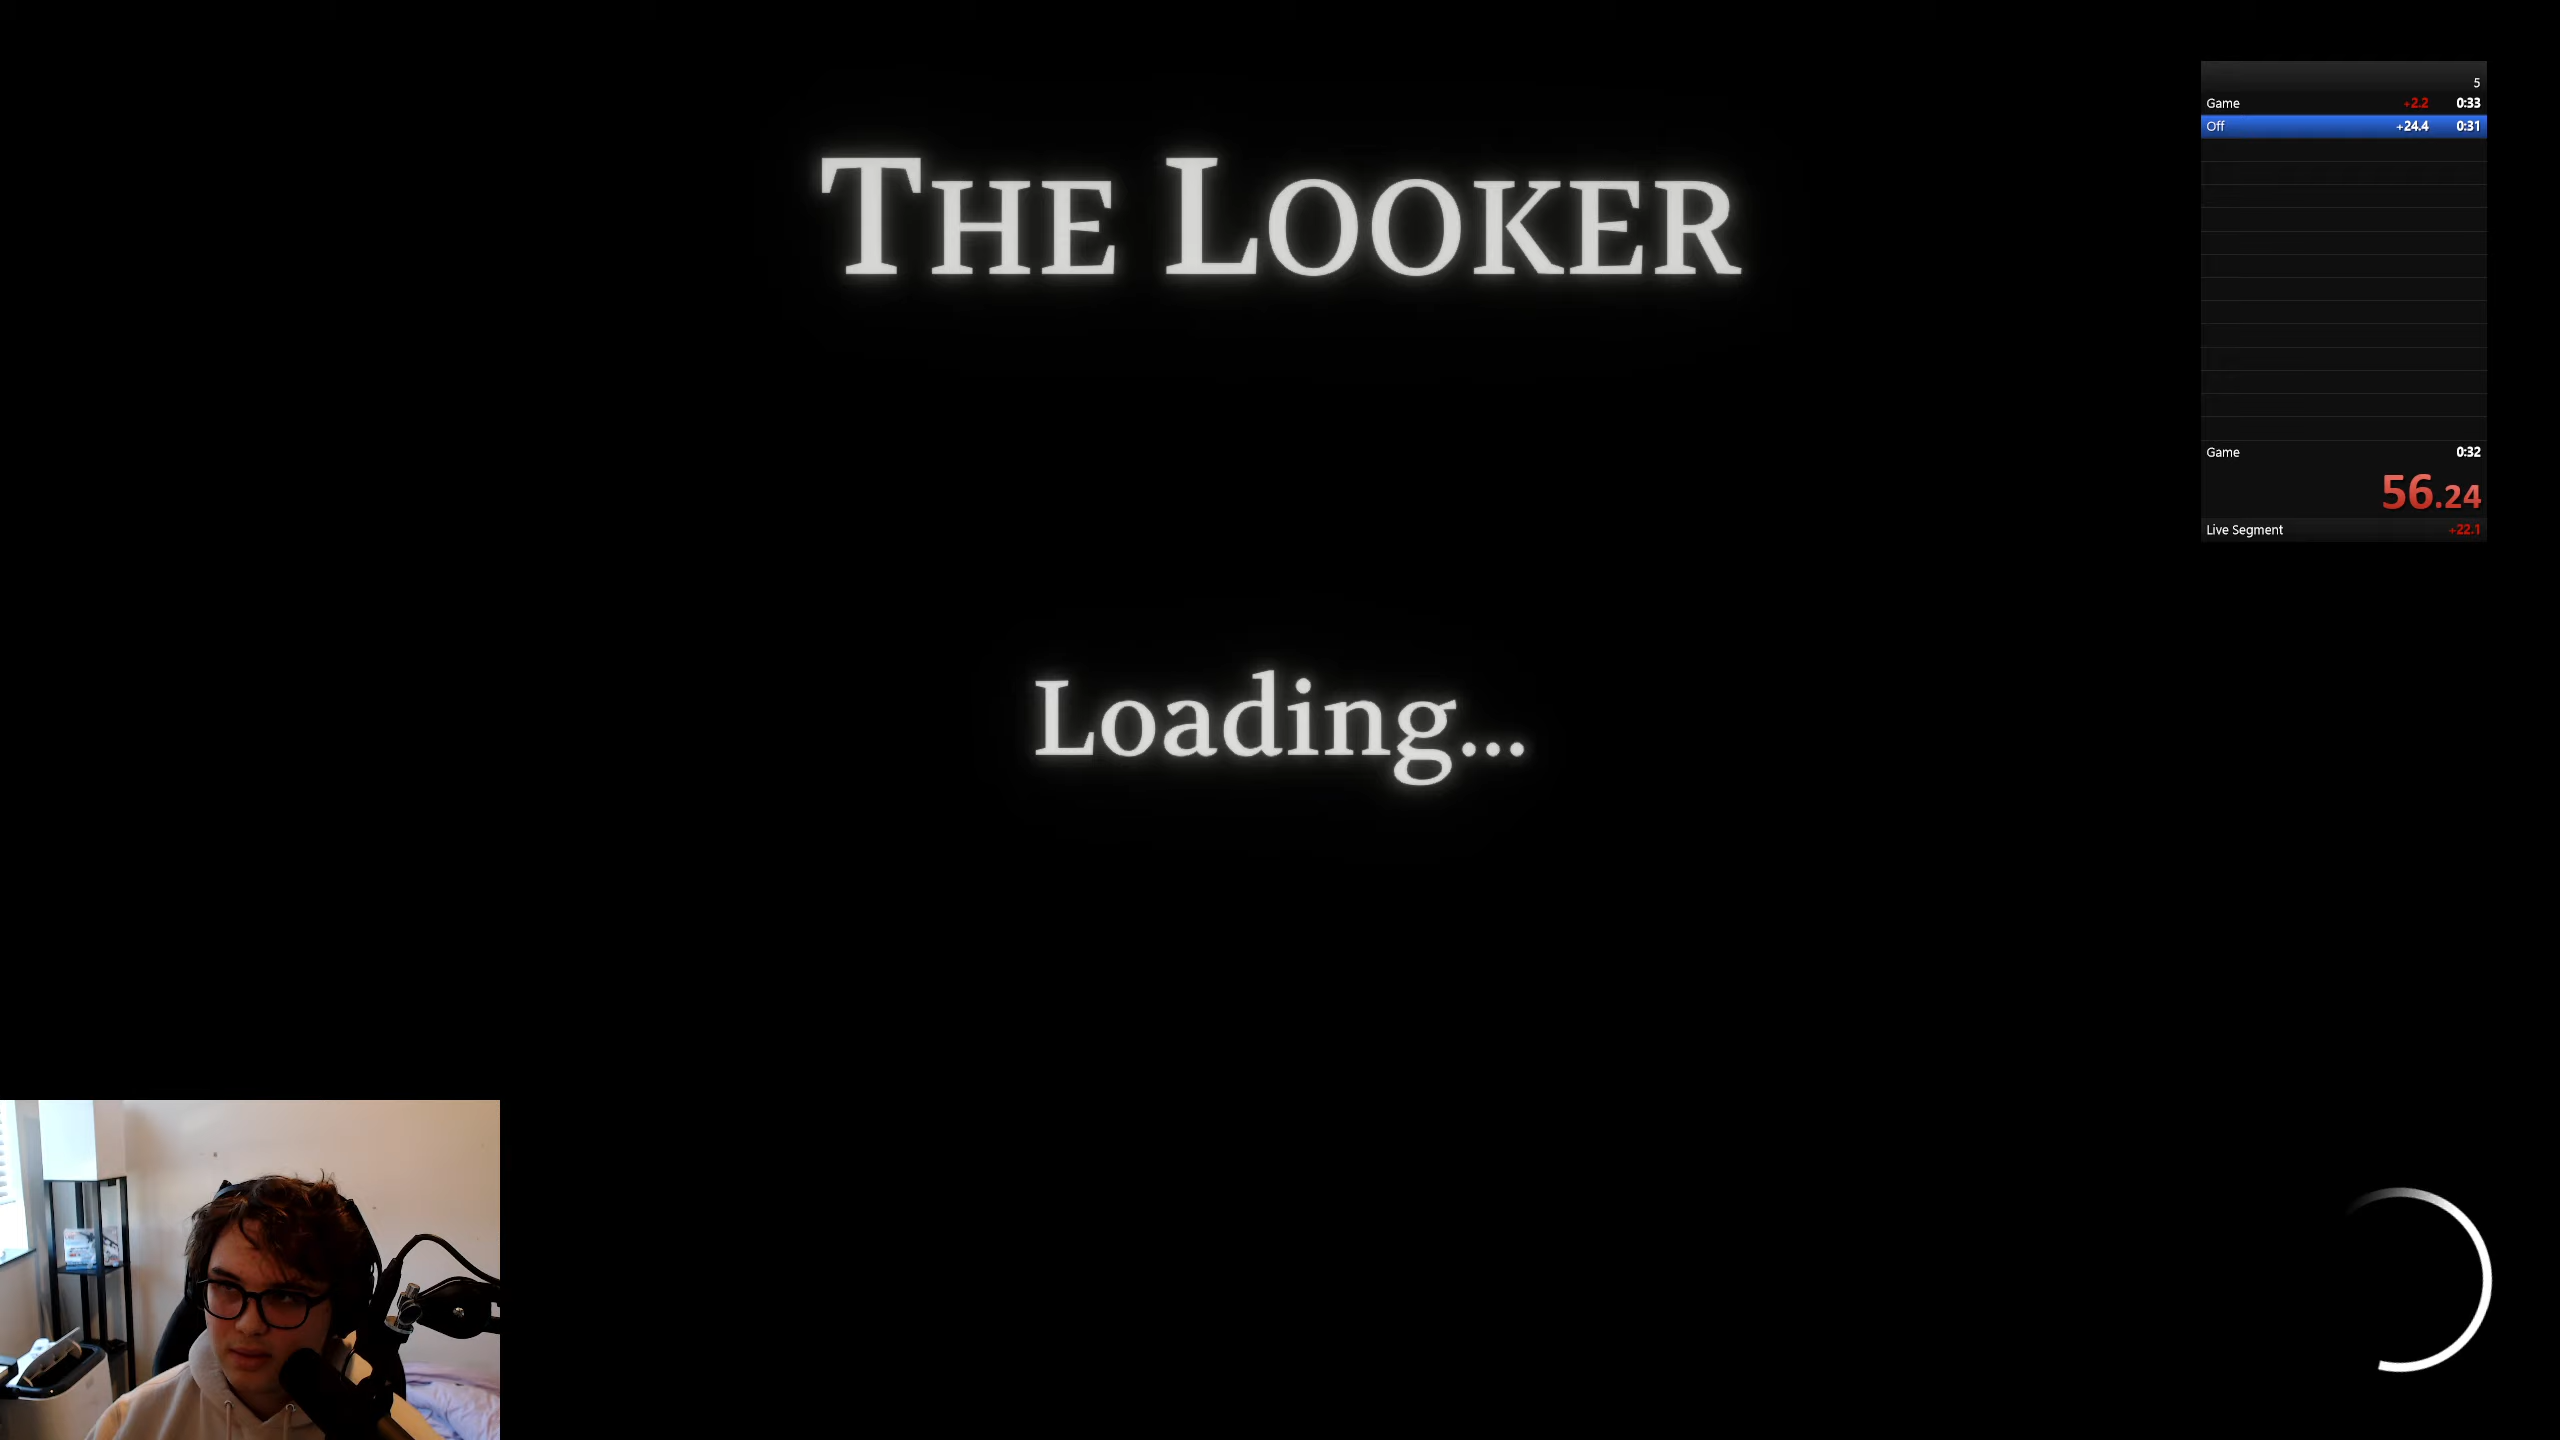 THE LOOKER
Loading...
5
Game +2.2 0:33
Off +24.4 0:31
Game 0:32
56.24
Live Segment +22.1